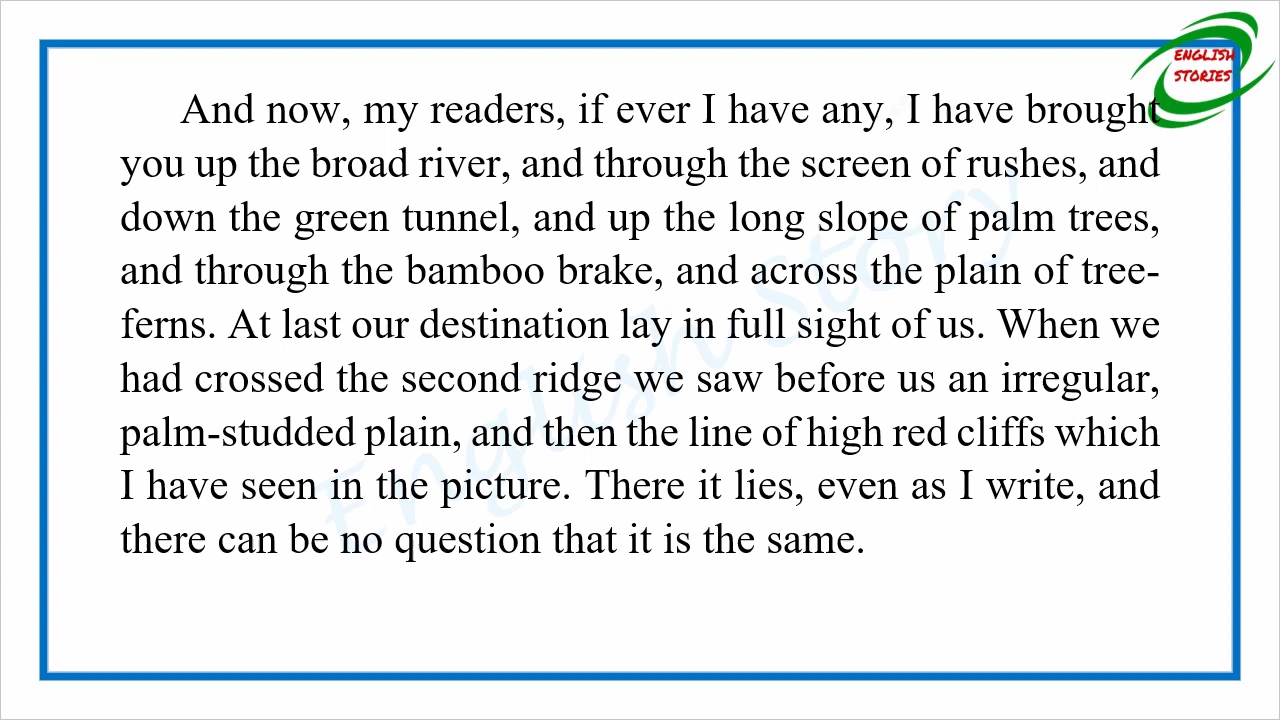 ENGLISH
STORIES
And now, my readers, if ever I have any, I have brought
you up the broad river, and through the screen of rushes, and
down the green tunnel, and up the long slope of palm trees,
and through the bamboo brake, and across the plain of tree-
ferns. At last our destination lay in full sight of us. When we
had crossed the second ridge we saw before us an irregular,
palm-studded plain, and then the line of high red cliffs which
I have seen in the picture. There it lies, even as I write, and
there can be no question that it is the same.
English Story